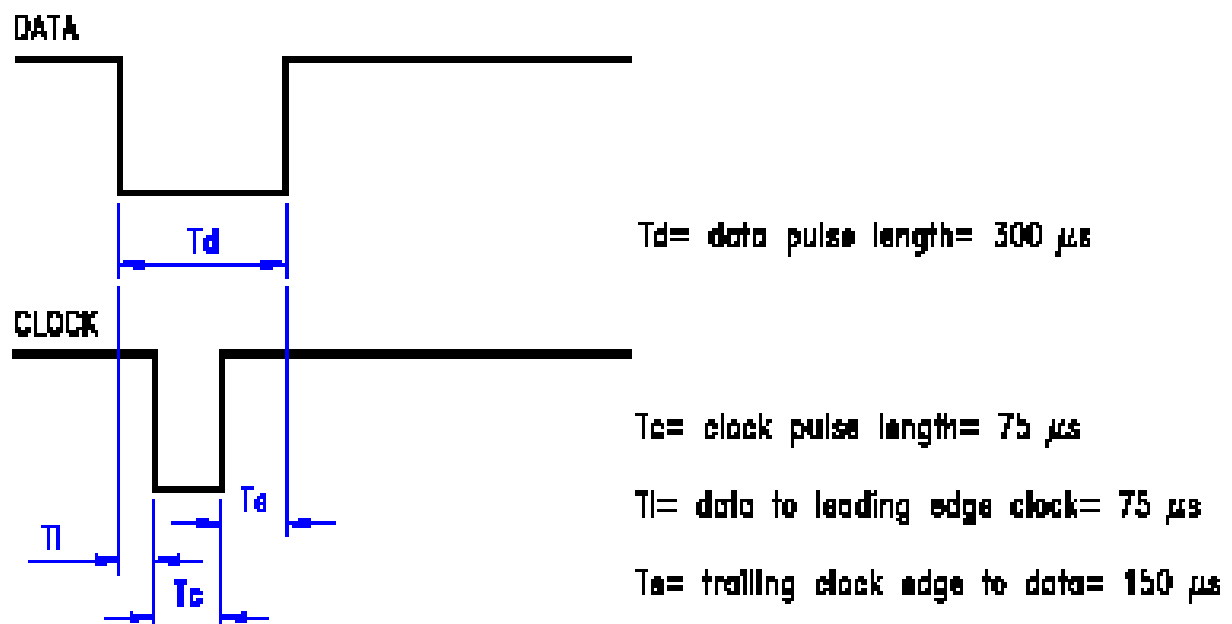 DATA
Td
Td= data pulse length= 300 µs
CLOCK
Tc= clock pulse length= 75 µs
Te
Tl= data to leading edge clock= 75 µs
Tl
Tc
Te= trailing clock edge to data= 150 µs